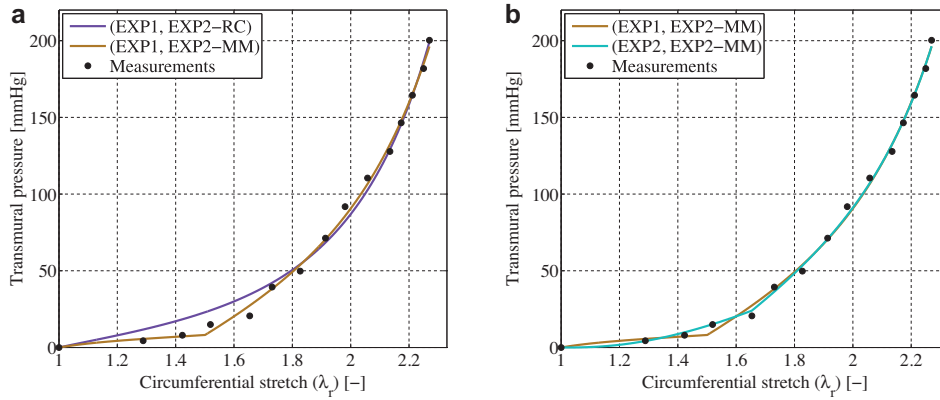 a
(EXP1, EXP2−RC)
(EXP1, EXP2−MM)
Measurements
200
150
100
50
0
1
1.2
1.4
1.6
1.8
2
2.2
Transmural pressure [mmHg]
Circumferential stretch (λr) [−]
b
(EXP1, EXP2−MM)
(EXP2, EXP2−MM)
Measurements
200
150
100
50
0
1
1.2
1.4
1.6
1.8
2
2.2
Transmural pressure [mmHg]
Circumferential stretch (λr) [−]